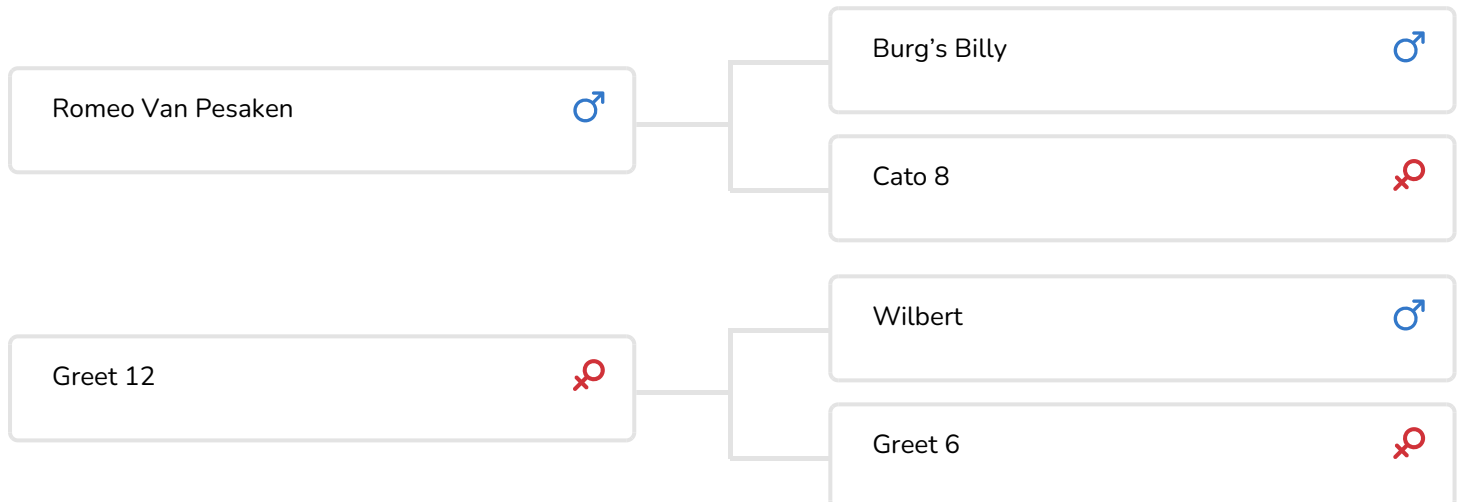 Romeo Van Pesaken
Burg’s Billy
Cato 8
Greet 12
Wilbert
Greet 6